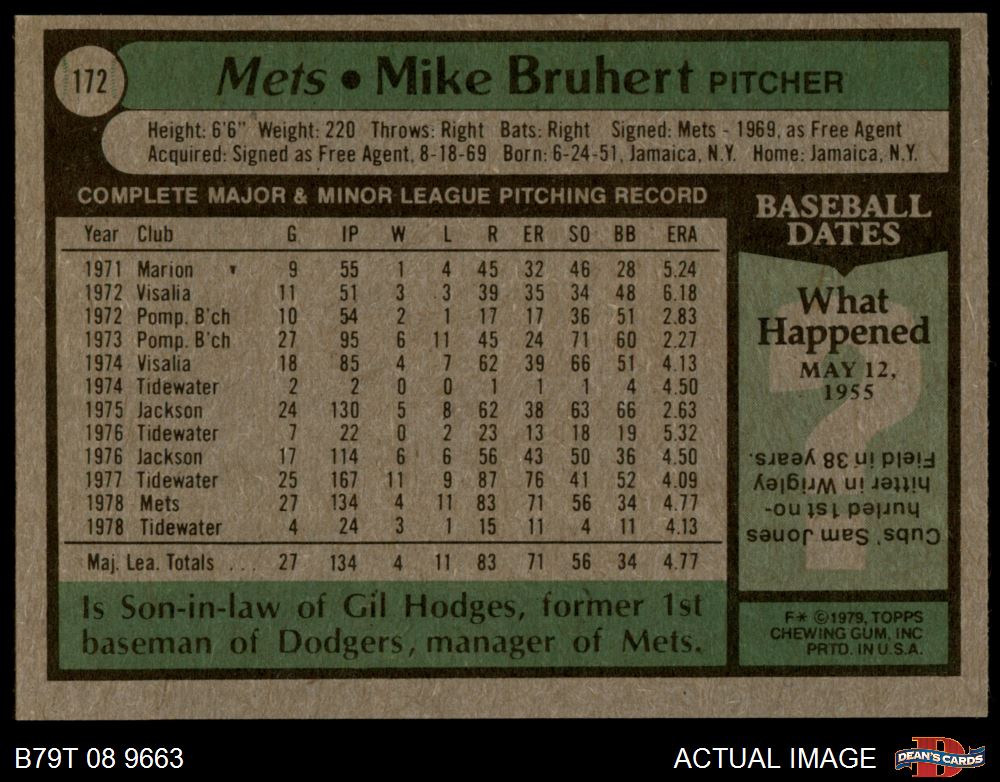 172
Mets • Mike Bruhert PITCHER
Height: 6'6" Weight: 220 Throws: Right Bats: Right Signed: Mets - 1969, as Free Agent
Acquired: Signed as Free Agent, 8-18-69 Born: 6-24-51, Jamaica, N.Y. Home: Jamaica, N.Y.
COMPLETE MAJOR & MINOR LEAGUE PITCHING RECORD
Year Club G IP W L R ER SO BB ERA
1971 Marion 9 55 1 4 45 32 46 28 5.24
1972 Visalia 11 51 3 3 39 35 34 48 6.18
1972 Pomp. B'ch 10 54 2 1 17 17 36 51 2.83
1973 Pomp. B'ch 27 95 6 11 45 24 71 60 2.27
1974 Visalia 18 85 4 7 62 39 66 51 4.13
1974 Tidewater 2 2 0 0 1 1 1 4 4.50
1975 Jackson 24 130 5 8 62 38 63 66 2.63
1976 Tidewater 7 22 0 2 23 13 18 19 5.32
1976 Jackson 17 114 6 6 56 43 50 36 4.50
1977 Tidewater 25 167 11 9 87 76 41 52 4.09
1978 Mets 27 134 4 11 83 71 56 34 4.77
1978 Tidewater 4 24 3 1 15 11 4 11 4.13
Maj. Lea. Totals . . . 27 134 4 11 83 71 56 34 4.77
Is Son-in-law of Gil Hodges, former 1st
baseman of Dodgers, manager of Mets.
BASEBALL
DATES
What
Happened
MAY 12,
1955
?
Cubs' Sam Jones
hurled 1st no-
hitter in Wrigley
Field in 38 years.
F* ©1979, TOPPS
CHEWING GUM, INC
PRTD. IN U.S.A.
B79T 08 9663
ACTUAL IMAGE
D
DEAN'S CARDS